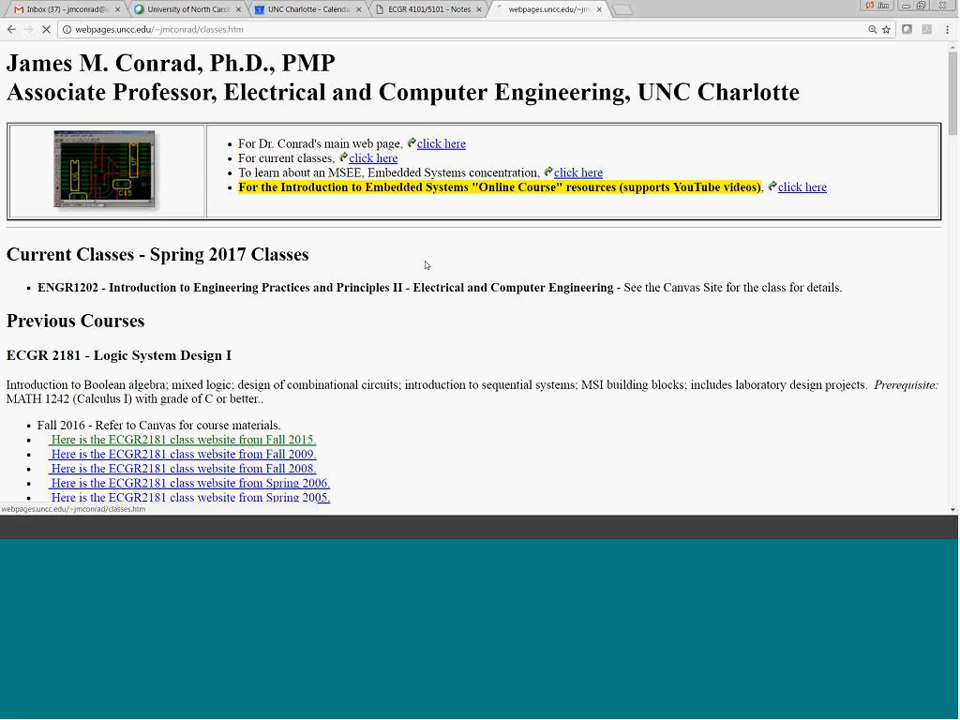 Inbox (37) - jmconrad@
University of North Caro
UNC Charlotte - Calenda
ECGR 4101/5101 - Notes
webpages.uncc.edu/~jm
webpages.uncc.edu/~jmconrad/classes.htm
James M. Conrad, Ph.D., PMP
Associate Professor, Electrical and Computer Engineering, UNC Charlotte
• For Dr. Conrad's main web page, click here
• For current classes, click here
• To learn about an MSEE, Embedded Systems concentration, click here
• For the Introduction to Embedded Systems "Online Course" resources (supports YouTube videos), click here
Current Classes - Spring 2017 Classes
• ENGR1202 - Introduction to Engineering Practices and Principles II - Electrical and Computer Engineering - See the Canvas Site for the class for details.
Previous Courses
ECGR 2181 - Logic System Design I
Introduction to Boolean algebra; mixed logic; design of combinational circuits; introduction to sequential systems; MSI building blocks; includes laboratory design projects. Prerequisite:
MATH 1242 (Calculus I) with grade of C or better..
• Fall 2016 - Refer to Canvas for course materials.
• Here is the ECGR2181 class website from Fall 2015.
• Here is the ECGR2181 class website from Fall 2009.
• Here is the ECGR2181 class website from Fall 2008.
• Here is the ECGR2181 class website from Spring 2006.
• Here is the ECGR2181 class website from Spring 2005.
webpages.uncc.edu/~jmconrad/classes.htm